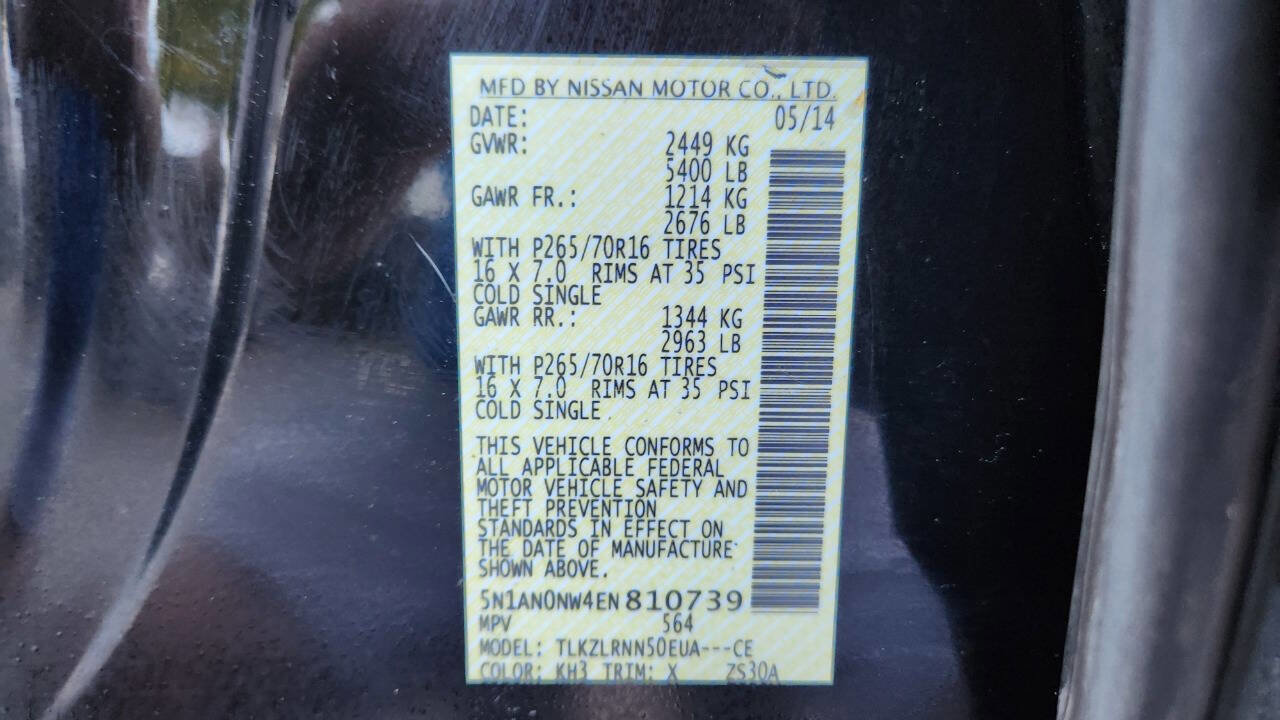 MFD BY NISSAN MOTOR CO., LTD.
DATE: 05/14
GVWR: 2449 KG
5400 LB
GAWR FR.: 1214 KG
2676 LB
WITH P265/70R16 TIRES
16 X 7.0 RIMS AT 35 PSI
COLD SINGLE
GAWR RR.: 1344 KG
2963 LB
WITH P265/70R16 TIRES
16 X 7.0 RIMS AT 35 PSI
COLD SINGLE
THIS VEHICLE CONFORMS TO
ALL APPLICABLE FEDERAL
MOTOR VEHICLE SAFETY AND
THEFT PREVENTION
STANDARDS IN EFFECT ON
THE DATE OF MANUFACTURE
SHOWN ABOVE.
5N1AN0NW4EN810739
MPV 564
MODEL: TLKZLRNN50EUA---CE
COLOR: KH3 TRIM: X ZS30A